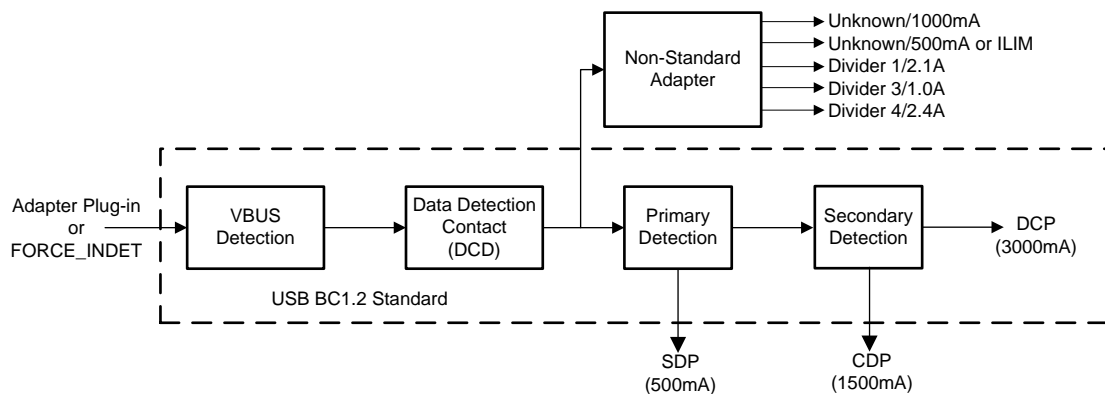 Non-Standard
Adapter
Unknown/1000mA
Unknown/500mA or ILIM
Divider 1/2.1A
Divider 3/1.0A
Divider 4/2.4A
Adapter Plug-in
or
FORCE_INDET
VBUS
Detection
Data Detection
Contact
(DCD)
Primary
Detection
Secondary
Detection
DCP
(3000mA)
USB BC1.2 Standard
SDP
(500mA)
CDP
(1500mA)